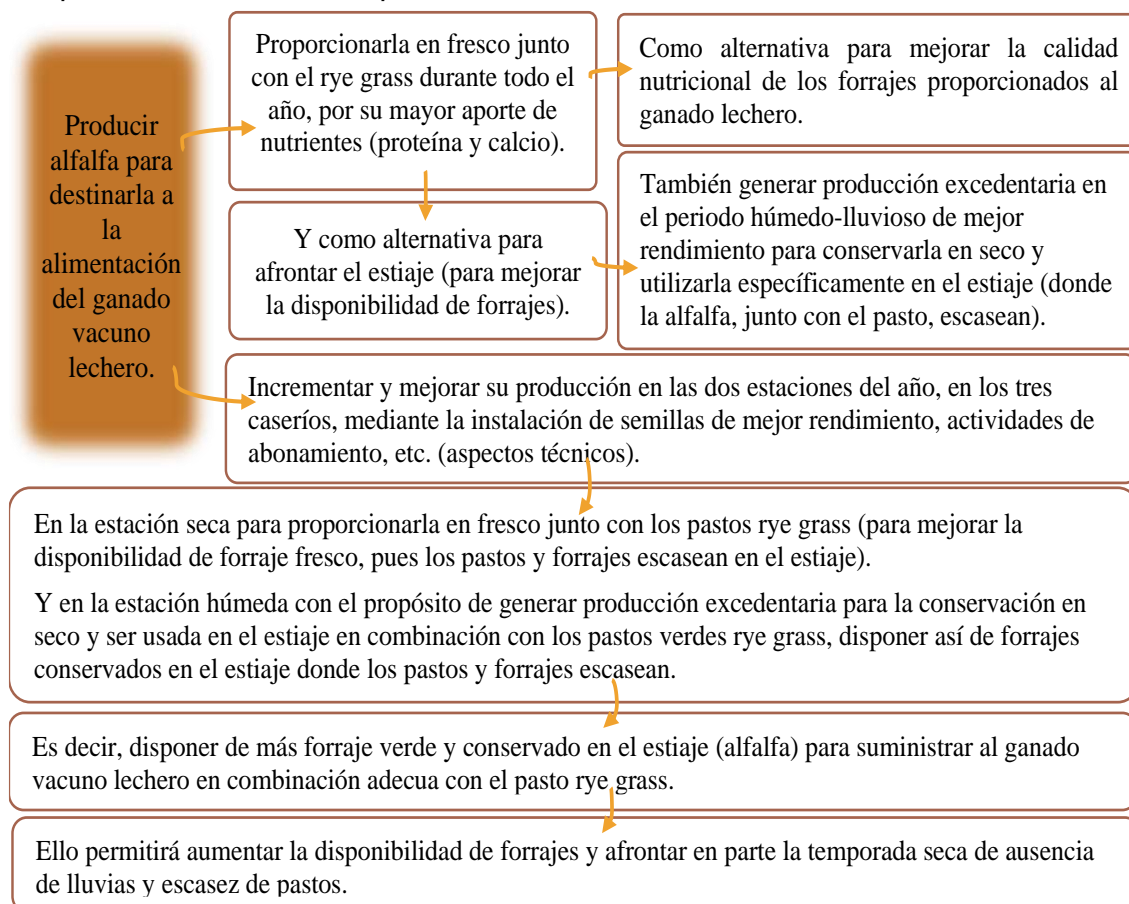 Producir
alfalfa para
destinarla a
la
alimentación
del ganado
vacuno
lechero.
Proporcionarla en fresco junto
con el rye grass durante todo el
año, por su mayor aporte de
nutrientes (proteína y calcio).
Como alternativa para mejorar la calidad
nutricional de los forrajes proporcionados al
ganado lechero.
Y como alternativa para
afrontar el estiaje (para mejorar
la disponibilidad de forrajes).
También generar producción excedentaria en
el periodo húmedo-lluvioso de mejor
rendimiento para conservarla en seco y
utilizarla específicamente en el estiaje (donde
la alfalfa, junto con el pasto, escasean).
Incrementar y mejorar su producción en las dos estaciones del año, en los tres
caseríos, mediante la instalación de semillas de mejor rendimiento, actividades de
abonamiento, etc. (aspectos técnicos).
En la estación seca para proporcionarla en fresco junto con los pastos rye grass (para mejorar la
disponibilidad de forraje fresco, pues los pastos y forrajes escasean en el estiaje).
Y en la estación húmeda con el propósito de generar producción excedentaria para la conservación en
seco y ser usada en el estiaje en combinación con los pastos verdes rye grass, disponer así de forrajes
conservados en el estiaje donde los pastos y forrajes escasean.
Es decir, disponer de más forraje verde y conservado en el estiaje (alfalfa) para suministrar al ganado
vacuno lechero en combinación adecua con el pasto rye grass.
Ello permitirá aumentar la disponibilidad de forrajes y afrontar en parte la temporada seca de ausencia
de lluvias y escasez de pastos.